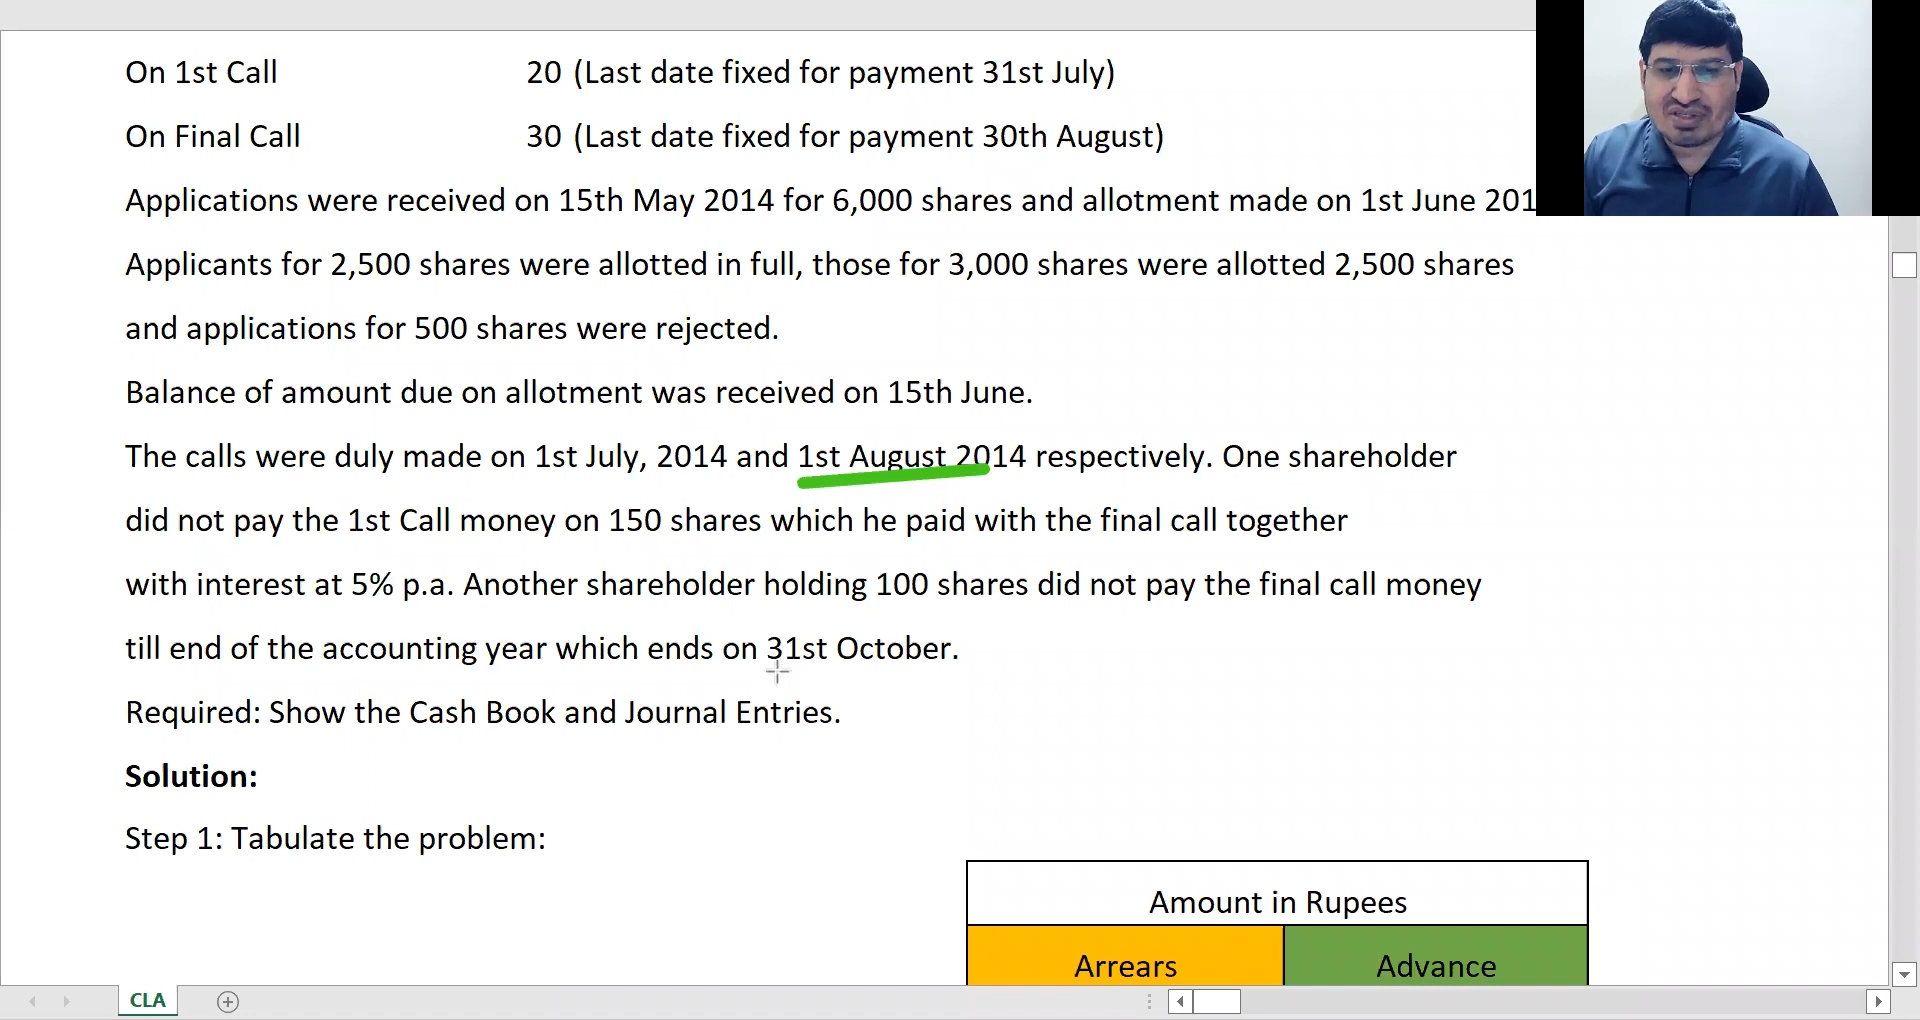 On 1st Call 20 (Last date fixed for payment 31st July)
On Final Call 30 (Last date fixed for payment 30th August)
Applications were received on 15th May 2014 for 6,000 shares and allotment made on 1st June 201
Applicants for 2,500 shares were allotted in full, those for 3,000 shares were allotted 2,500 shares
and applications for 500 shares were rejected.
Balance of amount due on allotment was received on 15th June.
The calls were duly made on 1st July, 2014 and 1st August 2014 respectively. One shareholder
did not pay the 1st Call money on 150 shares which he paid with the final call together
with interest at 5% p.a. Another shareholder holding 100 shares did not pay the final call money
till end of the accounting year which ends on 31st October.
Required: Show the Cash Book and Journal Entries.
Solution:
Step 1: Tabulate the problem:
Amount in Rupees
Arrears Advance
CLA